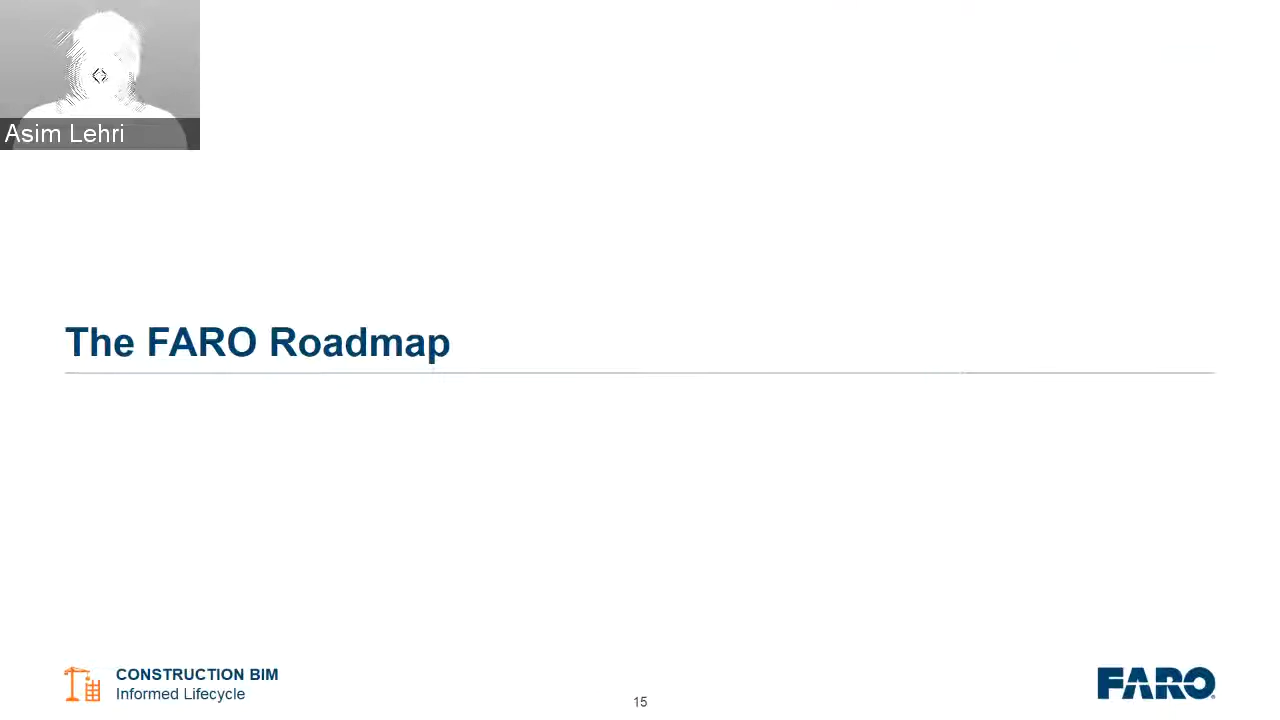 Asim Lehri
The FARO Roadmap
CONSTRUCTION BIM
Informed Lifecycle
15
FARO